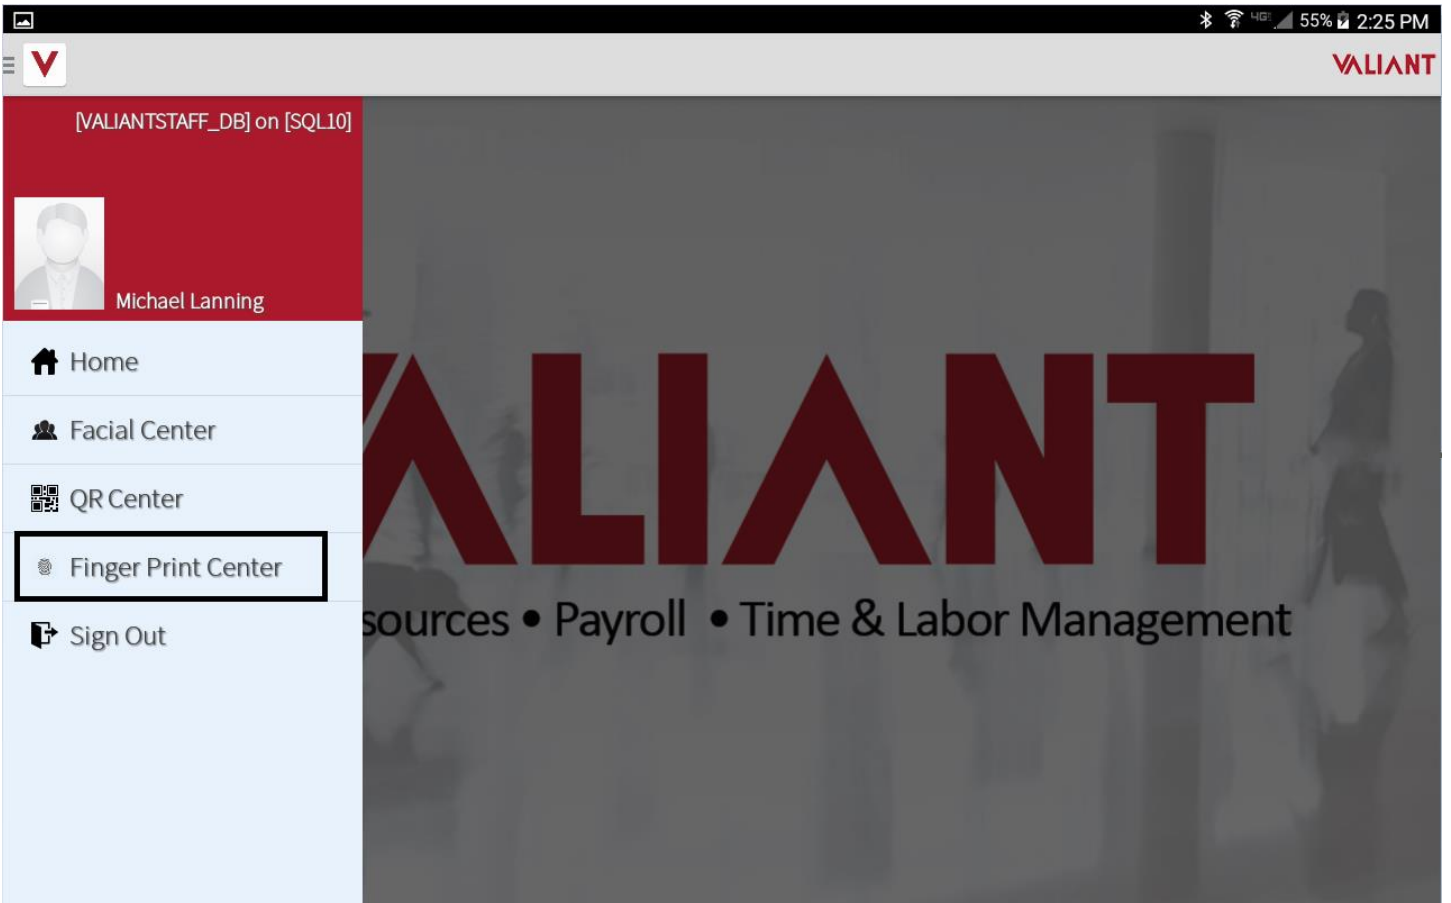 4G 55% 2:25 PM
V VALIANT
[VALIANTSTAFF_DB] on [SQL10]
Michael Lanning
Home
Facial Center
QR Center
Finger Print Center
Sign Out
ALIANT
sources • Payroll • Time & Labor Management